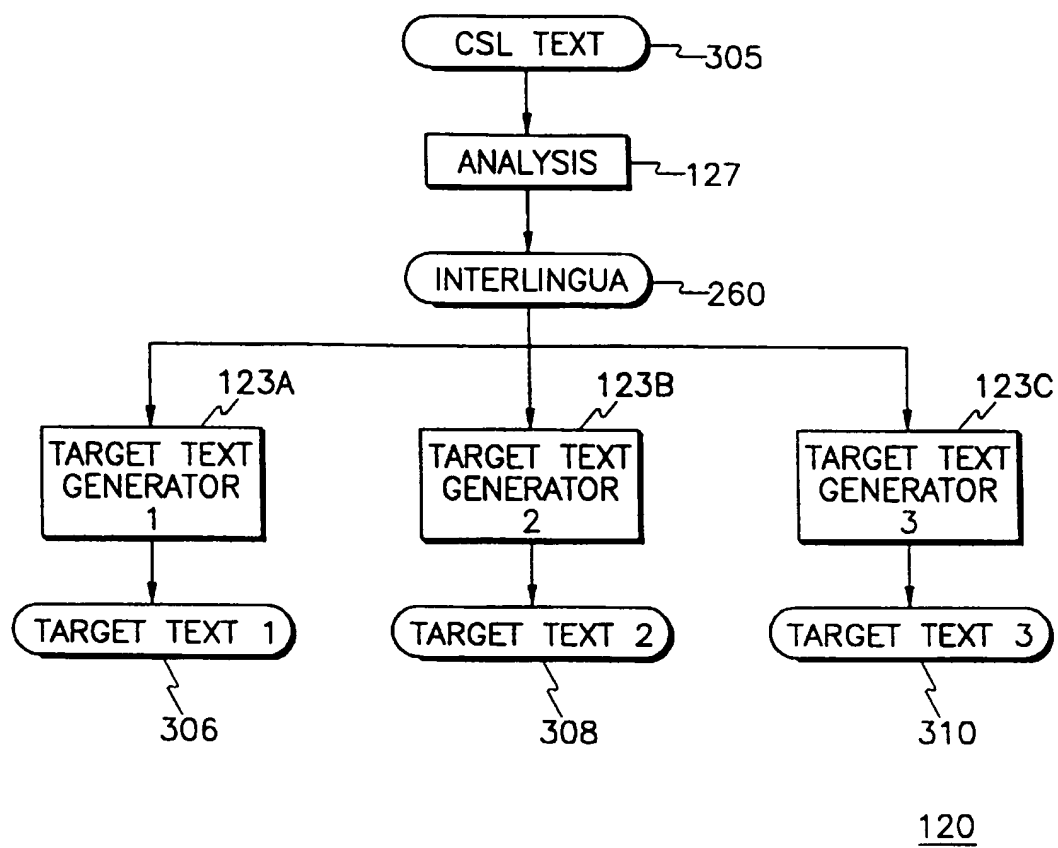 CSL TEXT
305
ANALYSIS
127
INTERLINGUA
260
123A
123B
123C
TARGET TEXT
GENERATOR
1
TARGET TEXT
GENERATOR
2
TARGET TEXT
GENERATOR
3
TARGET TEXT 1
TARGET TEXT 2
TARGET TEXT 3
306
308
310
120